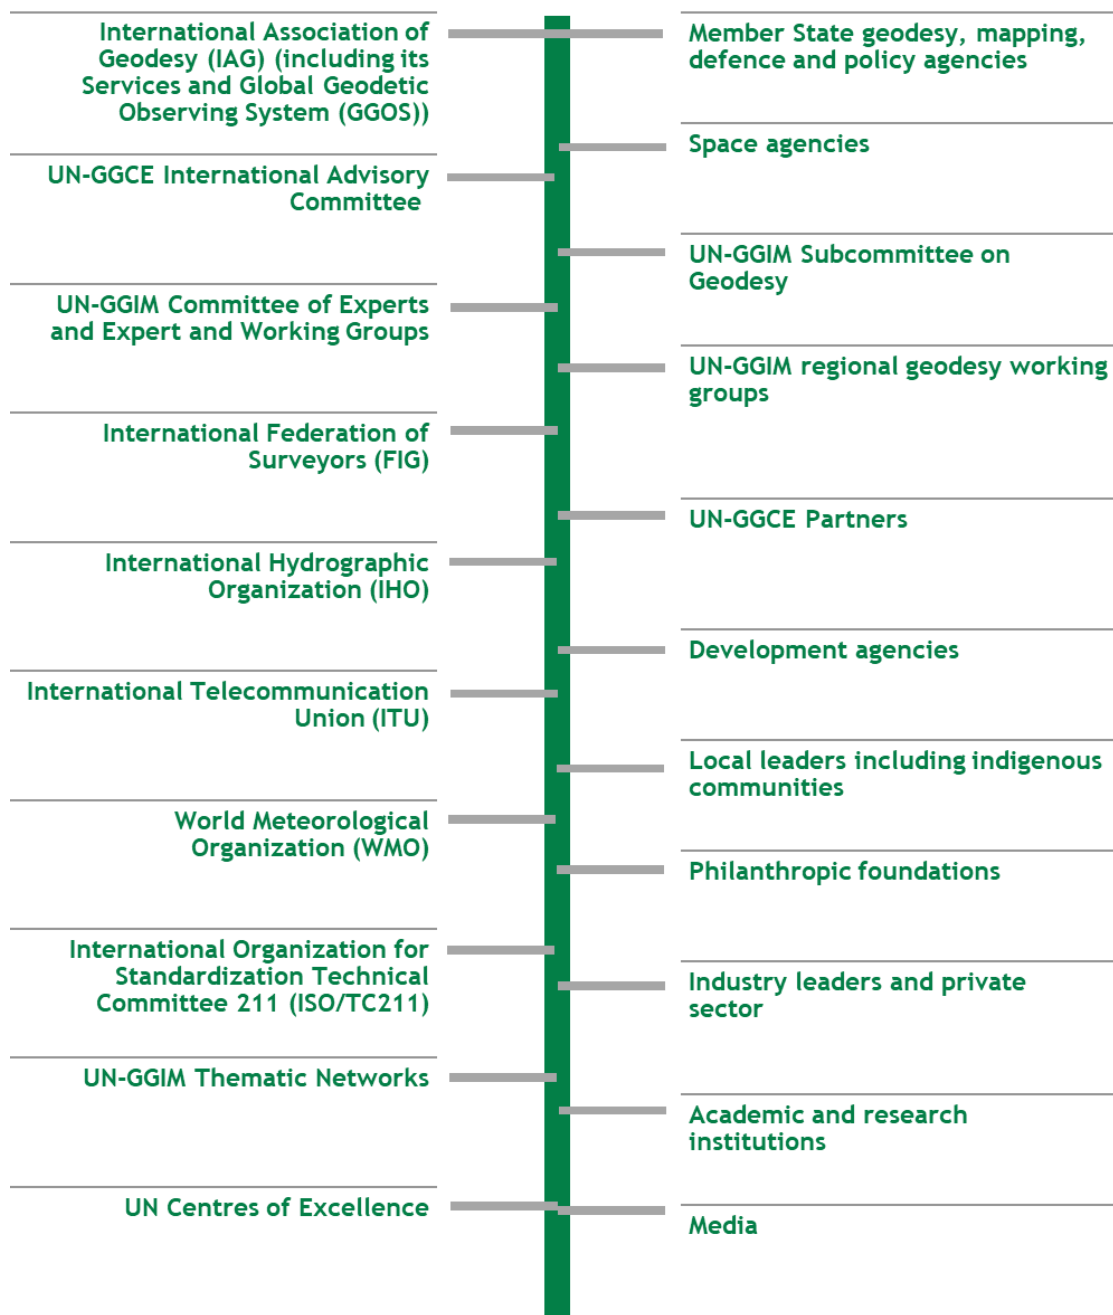 International Association of
Geodesy (IAG) (including its
Services and Global Geodetic
Observing System (GGOS))
UN-GGCE International Advisory
Committee
UN-GGIM Committee of Experts
and Expert and Working Groups
International Federation of
Surveyors (FIG)
International Hydrographic
Organization (IHO)
International Telecommunication
Union (ITU)
World Meteorological
Organization (WMO)
International Organization for
Standardization Technical
Committee 211 (ISO/TC211)
UN-GGIM Thematic Networks
UN Centres of Excellence
Member State geodesy, mapping,
defence and policy agencies
Space agencies
UN-GGIM Subcommittee on
Geodesy
UN-GGIM regional geodesy working
groups
UN-GGCE Partners
Development agencies
Local leaders including indigenous
communities
Philanthropic foundations
Industry leaders and private
sector
Academic and research
institutions
Media